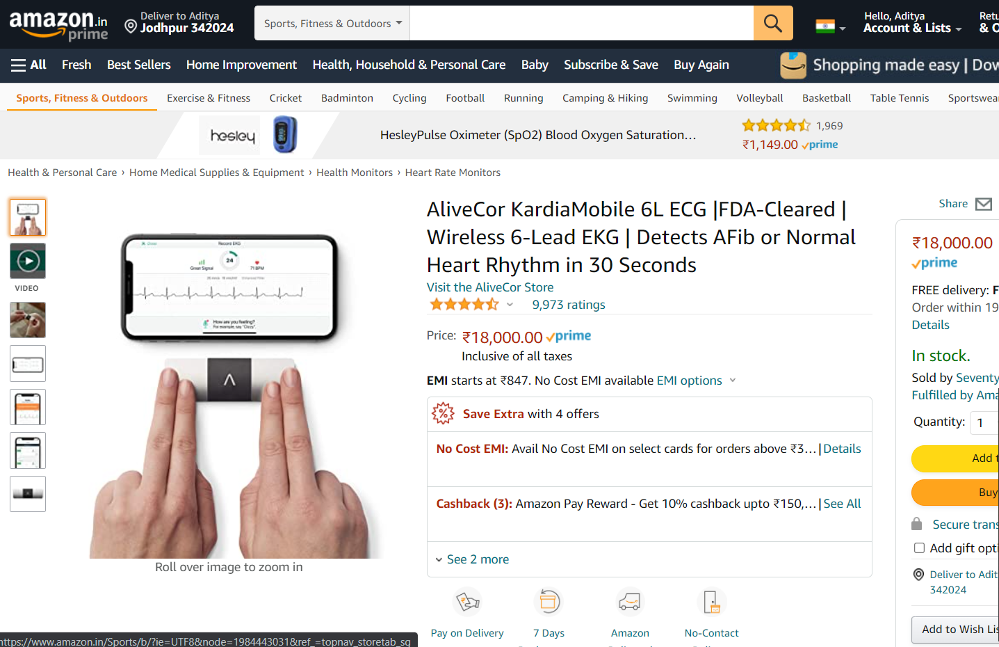 amazon.in
prime
Deliver to Aditya
Jodhpur 342024
Sports, Fitness & Outdoors
Hello, Aditya
Account & Lists
Retu
& O
All
Fresh
Best Sellers
Home Improvement
Health, Household & Personal Care
Baby
Subscribe & Save
Buy Again
Shopping made easy | Dow
Sports, Fitness & Outdoors
Exercise & Fitness
Cricket
Badminton
Cycling
Football
Running
Camping & Hiking
Swimming
Volleyball
Basketball
Table Tennis
Sportswear
hesley
HesleyPulse Oximeter (SpO2) Blood Oxygen Saturation...
1,969
₹1,149.00 prime
Health & Personal Care › Home Medical Supplies & Equipment › Health Monitors › Heart Rate Monitors
VIDEO
Record EKG
Great Signal
24
71 BPM
How are you feeling?
For example, say "Dizzy".
Roll over image to zoom in
AliveCor KardiaMobile 6L ECG |FDA-Cleared |
Wireless 6-Lead EKG | Detects AFib or Normal
Heart Rhythm in 30 Seconds
Visit the AliveCor Store
9,973 ratings
Price: ₹18,000.00 prime
Inclusive of all taxes
EMI starts at ₹847. No Cost EMI available EMI options
Save Extra with 4 offers
No Cost EMI: Avail No Cost EMI on select cards for orders above ₹3... | Details
Cashback (3): Amazon Pay Reward - Get 10% cashback upto ₹150,... | See All
See 2 more
Pay on Delivery
7 Days
Amazon
No-Contact
Share
₹18,000.00
prime
FREE delivery: F
Order within 19
Details
In stock.
Sold by Seventy
Fulfilled by Ama
Quantity: 1
Add t
Buy
Secure trans
Add gift opti
Deliver to Adit
342024
Add to Wish Lis
https://www.amazon.in/Sports/b/?ie=UTF8&node=1984443031&ref_=topnav_storetab_sg